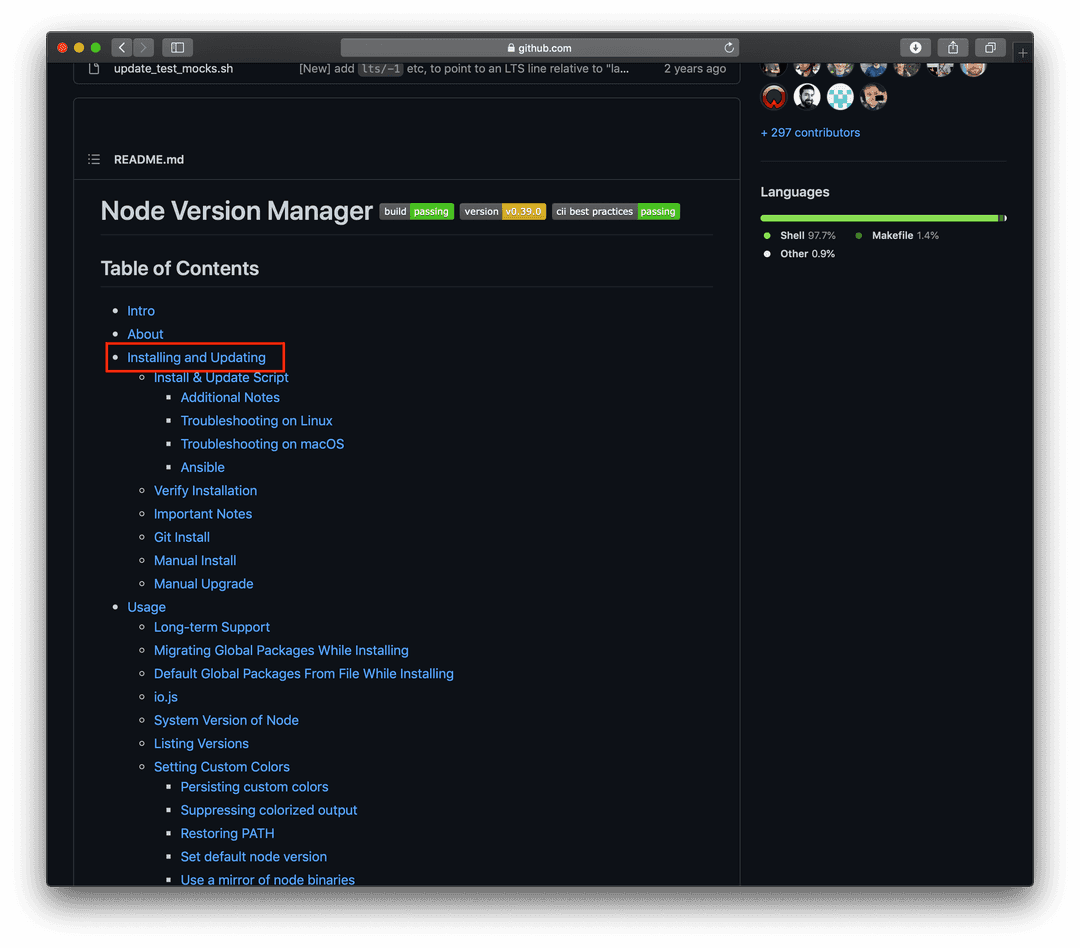 github.com
update_test_mocks.sh [New] add lts/-1 etc, to point to an LTS line relative to "la... 2 years ago
+ 297 contributors
README.md
Languages
Node Version Manager build passing version v0.39.0 cii best practices passing
Shell 97.7% Makefile 1.4%
Other 0.9%
Table of Contents
Intro
About
Installing and Updating
Install & Update Script
Additional Notes
Troubleshooting on Linux
Troubleshooting on macOS
Ansible
Verify Installation
Important Notes
Git Install
Manual Install
Manual Upgrade
Usage
Long-term Support
Migrating Global Packages While Installing
Default Global Packages From File While Installing
io.js
System Version of Node
Listing Versions
Setting Custom Colors
Persisting custom colors
Suppressing colorized output
Restoring PATH
Set default node version
Use a mirror of node binaries